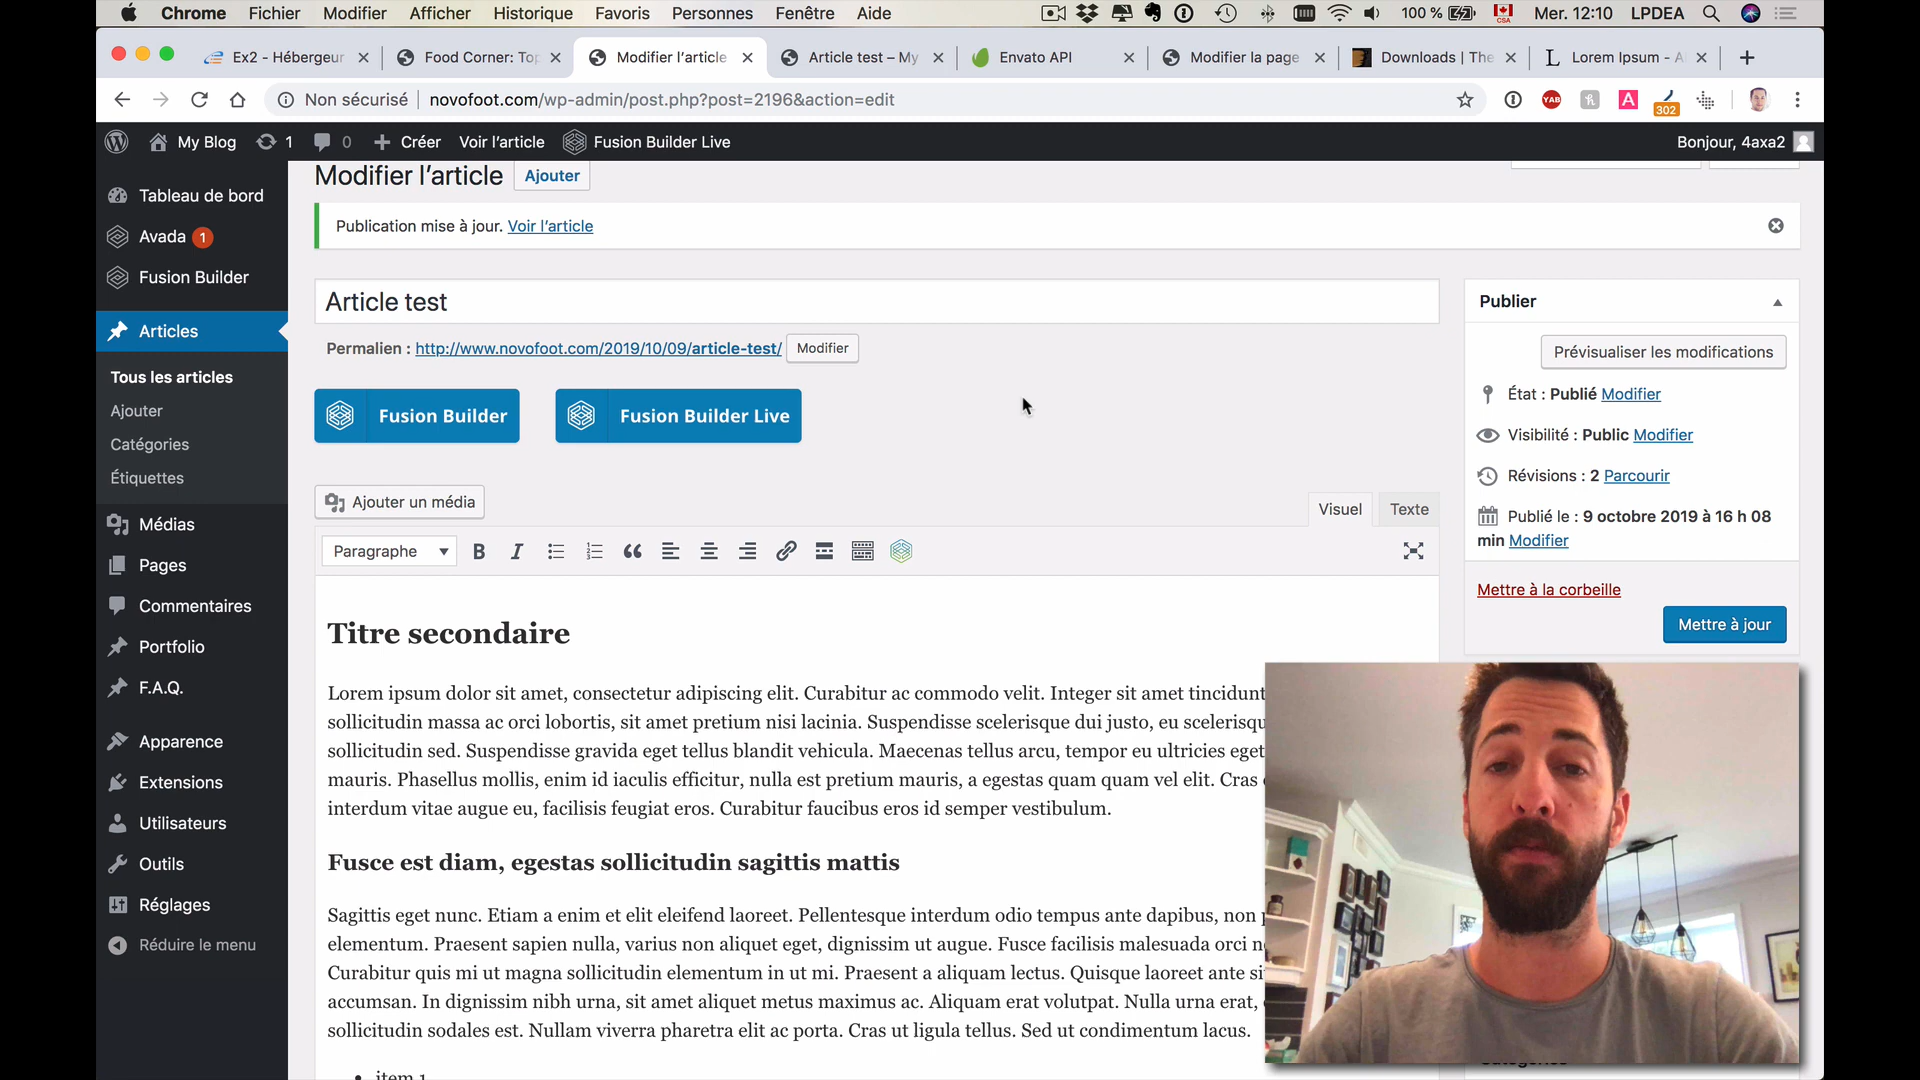 Chrome Fichier Modifier Afficher Historique Favoris Personnes Fenêtre Aide 100 % CSA Mer. 12:10 LPDEA
Ex2 - Hébergeur Food Corner: To Modifier l'article Article test – My Envato API Modifier la page Downloads | The Lorem Ipsum - A
Non sécurisé novofoot.com/wp-admin/post.php?post=2196&action=edit YAB A 302
My Blog 1 0 Créer Voir l'article Fusion Builder Live Bonjour, 4axa2
Tableau de bord
Avada 1
Fusion Builder
Articles
Tous les articles
Ajouter
Catégories
Étiquettes
Médias
Pages
Commentaires
Portfolio
F.A.Q.
Apparence
Extensions
Utilisateurs
Outils
Réglages
Réduire le menu
Modifier l'article Ajouter
Publication mise à jour. Voir l'article
Article test
Permalien : http://www.novofoot.com/2019/10/09/article-test/ Modifier
Fusion Builder Fusion Builder Live
Ajouter un média Visuel Texte
Paragraphe B I
Titre secondaire
Lorem ipsum dolor sit amet, consectetur adipiscing elit. Curabitur ac commodo velit. Integer sit amet tincidunt
sollicitudin massa ac orci lobortis, sit amet pretium nisi lacinia. Suspendisse scelerisque dui justo, eu
sollicitudin sed. Suspendisse gravida eget tellus blandit vehicula. Maecenas tellus arcu, tempor eu ultricies eget
mauris. Phasellus mollis, enim id iaculis efficitur, nulla est pretium mauris, a egestas quam quam vel elit. Cras
interdum vitae augue eu, facilisis feugiat eros. Curabitur faucibus eros id semper vestibulum.
Fusce est diam, egestas sollicitudin sagittis mattis
Sagittis eget nunc. Etiam a enim et elit eleifend laoreet. Pellentesque interdum odio tempus ante dapibus, non
elementum. Praesent sapien nulla, varius non aliquet eget, dignissim ut augue. Fusce facilisis malesuada orci
Curabitur quis mi ut magna sollicitudin elementum in ut mi. Praesent a aliquam lectus. Quisque laoreet ante
accumsan. In dignissim nibh urna, sit amet aliquet metus maximus ac. Aliquam erat volutpat. Nulla urna erat,
sollicitudin sodales est. Nullam viverra pharetra elit ac porta. Cras ut ligula tellus. Sed ut condimentum lacus.
• item 1
Publier
Prévisualiser les modifications
État : Publié Modifier
Visibilité : Public Modifier
Révisions : 2 Parcourir
Publié le : 9 octobre 2019 à 16 h 08
min Modifier
Mettre à la corbeille
Mettre à jour